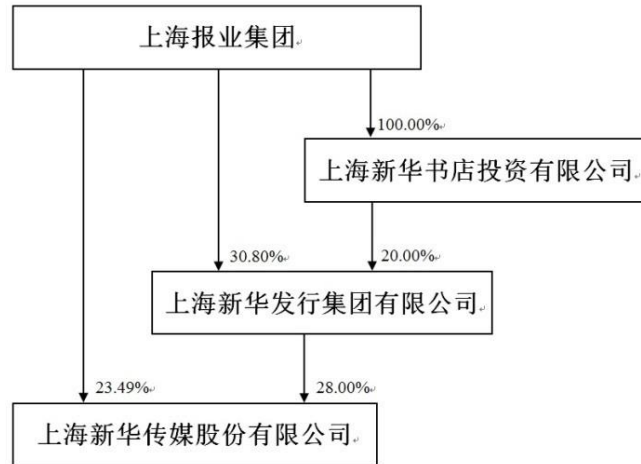 上海报业集团
100.00%
上海新华书店投资有限公司
30.80%
20.00%
上海新华发行集团有限公司
23.49%
28.00%
上海新华传媒股份有限公司